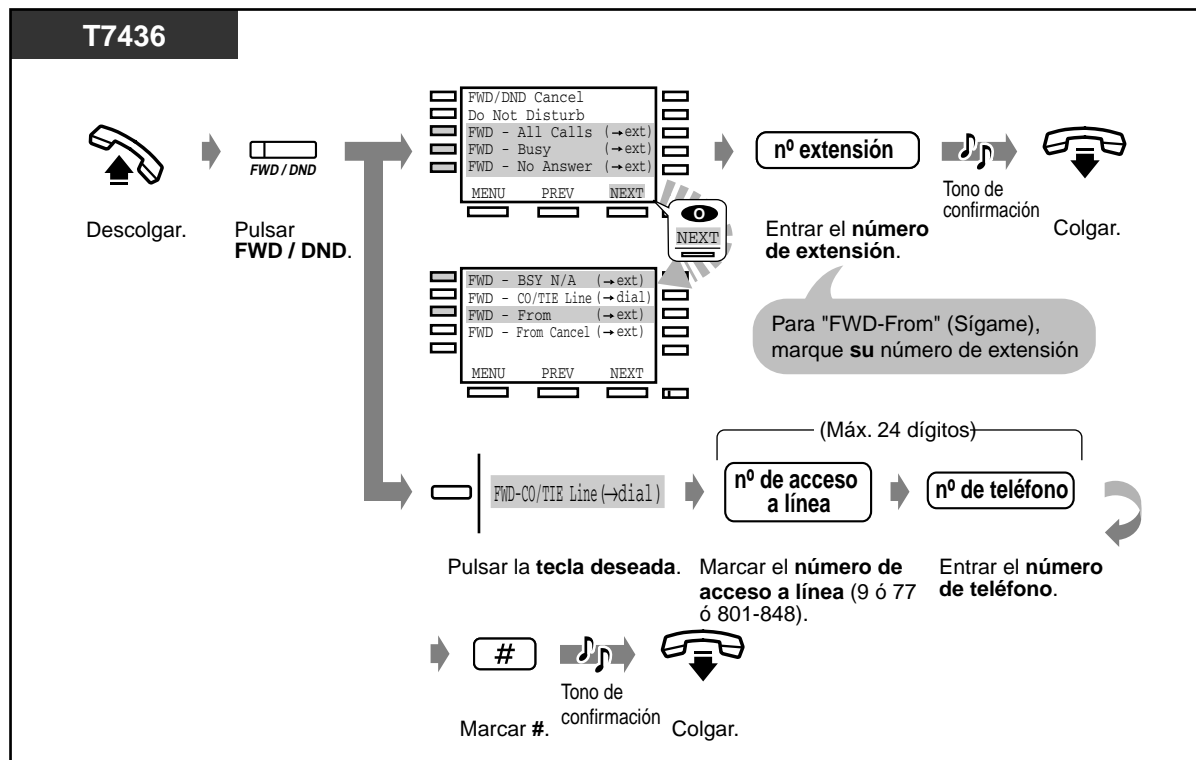 T7436
FWD/DND Cancel
Do Not Disturb
FWD - All Calls (→ext)
FWD - Busy (→ext)
FWD - No Answer (→ext)
MENU PREV NEXT
FWD / DND
nº extensión
Tono de
confirmación
Descolgar.
Pulsar
FWD / DND.
NEXT
Entrar el número
de extensión.
Colgar.
FWD - BSY N/A (→ext)
FWD - CO/TIE Line (→dial)
FWD - From (→ext)
FWD - From Cancel (→ext)
MENU PREV NEXT
Para "FWD-From" (Sígame),
marque su número de extensión
(Máx. 24 dígitos)
FWD-CO/TIE Line (→dial)
nº de acceso
a línea
nº de teléfono
Pulsar la tecla deseada.
Marcar el número de
acceso a línea (9 ó 77
ó 801-848).
Entrar el número
de teléfono.
#
Tono de
confirmación
Marcar #.
Colgar.